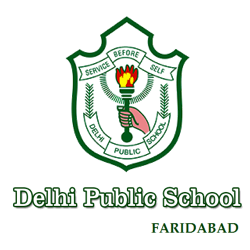 SERVICE BEFORE SELF
DELHI PUBLIC SCHOOL
Delhi Public School
FARIDABAD